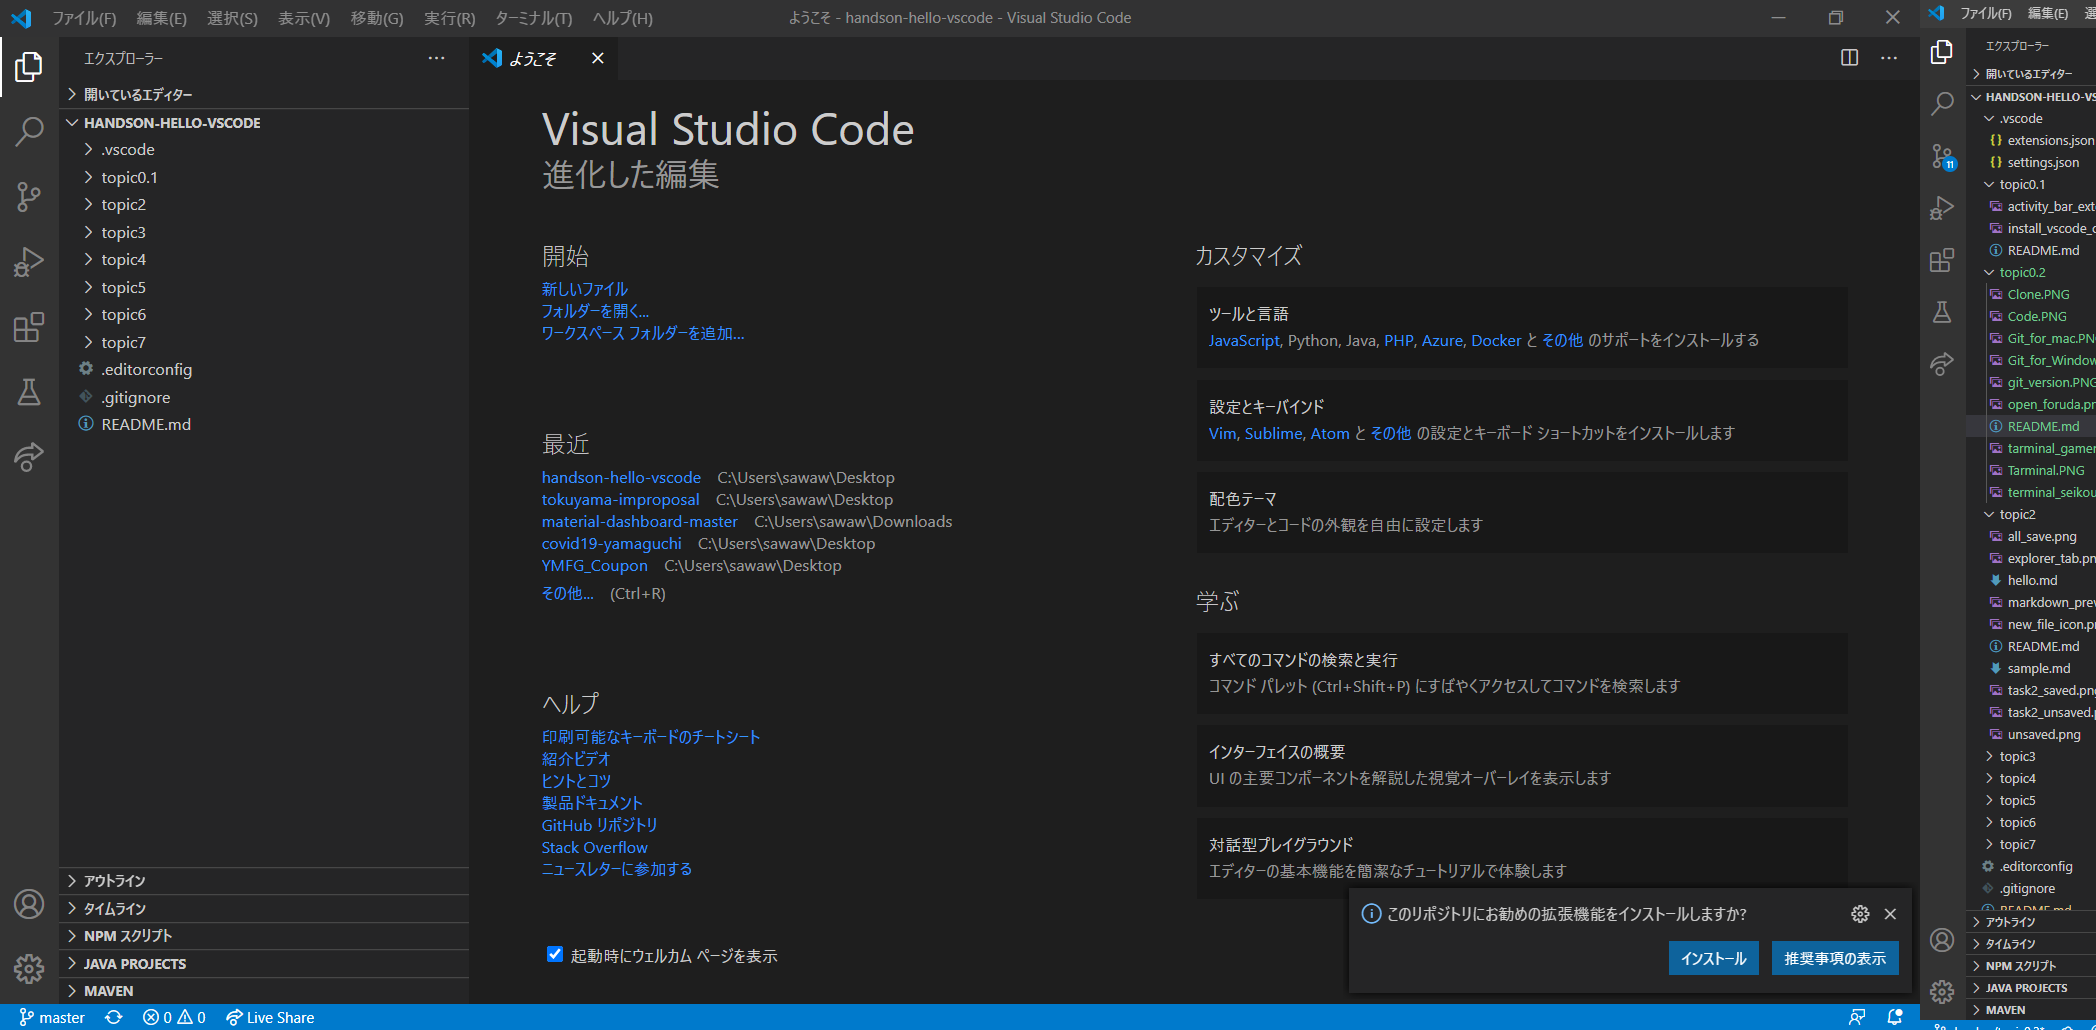 ファイル(F) 編集(E) 選択(S) 表示(V) 移動(G) 実行(R) ターミナル(T) ヘルプ(H)
ようこそ - handson-hello-vscode - Visual Studio Code
エクスプローラー
開いているエディター
HANDSON-HELLO-VSCODE
.vscode
topic0.1
topic2
topic3
topic4
topic5
topic6
topic7
.editorconfig
.gitignore
README.md
アウトライン
タイムライン
NPM スクリプト
JAVA PROJECTS
MAVEN
ようこそ
Visual Studio Code
進化した編集
開始
新しいファイル
フォルダーを開く...
ワークスペース フォルダーを追加...
最近
handson-hello-vscode C:\Users\sawaw\Desktop
tokuyama-improposal C:\Users\sawaw\Desktop
material-dashboard-master C:\Users\sawaw\Downloads
covid19-yamaguchi C:\Users\sawaw\Desktop
YMFG_Coupon C:\Users\sawaw\Desktop
その他... (Ctrl+R)
ヘルプ
印刷可能なキーボードのチートシート
紹介ビデオ
ヒントとコツ
製品ドキュメント
GitHub リポジトリ
Stack Overflow
ニュースレターに参加する
起動時にウェルカム ページを表示
カスタマイズ
ツールと言語
JavaScript, Python, Java, PHP, Azure, Docker と その他 のサポートをインストールする
設定とキーバインド
Vim, Sublime, Atom と その他 の設定とキーボード ショートカットをインストールします
配色テーマ
エディターとコードの外観を自由に設定します
学ぶ
すべてのコマンドの検索と実行
コマンド パレット (Ctrl+Shift+P) にすばやくアクセスしてコマンドを検索します
インターフェイスの概要
UI の主要コンポーネントを解説した視覚オーバーレイを表示します
対話型プレイグラウンド
エディターの基本機能を簡潔なチュートリアルで体験します
このリポジトリにお勧めの拡張機能をインストールしますか?
インストール 推奨事項の表示
master 0 0 Live Share
ファイル(F) 編集(E)
エクスプローラー
開いているエディター
HANDSON-HELLO-VS
.vscode
extensions.json
settings.json
11
topic0.1
activity_bar_ext
install_vscode_
README.md
topic0.2
Clone.PNG
Code.PNG
Git_for_mac.PN
Git_for_Window
git_version.PNG
open_foruda.pn
README.md
tarminal_gamer
Tarminal.PNG
terminal_seikou
topic2
all_save.png
explorer_tab.pn
hello.md
markdown_prev
new_file_icon.p
README.md
sample.md
task2_saved.png
task2_unsaved.
unsaved.png
topic3
topic4
topic5
topic6
topic7
.editorconfig
.gitignore
README.md
アウトライン
タイムライン
NPM スクリプト
JAVA PROJECTS
MAVEN